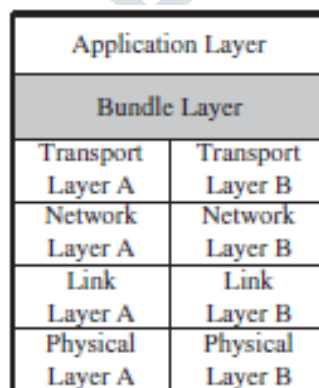 Application Layer
Bundle Layer
Transport Transport
Layer A Layer B
Network Network
Layer A Layer B
Link Link
Layer A Layer B
Physical Physical
Layer A Layer B